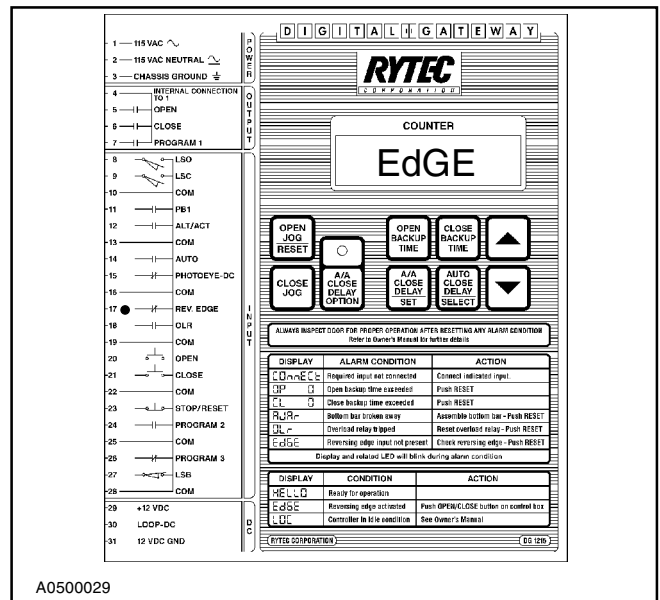 DIGITAL GATEWAY
1 115 VAC
2 115 VAC NEUTRAL
3 CHASSIS GROUND
POWER
4 INTERNAL CONNECTION TO 1
5 OPEN
6 CLOSE
7 PROGRAM 1
OUTPUT
8 LSO
9 LSC
10 COM
11 PB1
12 ALT/ACT
13 COM
14 AUTO
15 PHOTOEYE-DC
16 COM
17 REV. EDGE
18 OLR
19 COM
20 OPEN
21 CLOSE
22 COM
23 STOP/RESET
24 PROGRAM 2
25 COM
26 PROGRAM 3
27 LSB
28 COM
INPUT
29 +12 VDC
30 LOOP-DC
31 12 VDC GND
DC
RYTEC
CORPORATION
COUNTER
EdGE
OPEN JOG RESET
OPEN BACKUP TIME
CLOSE BACKUP TIME
CLOSE JOG
A/A CLOSE DELAY OPTION
A/A CLOSE DELAY SET
AUTO CLOSE DELAY SELECT
ALWAYS INSPECT DOOR FOR PROPER OPERATION AFTER RESETTING ANY ALARM CONDITION
Refer to Owner's Manual for further details
DISPLAY ALARM CONDITION ACTION
COnnECt Required input not connected Connect indicated input.
OP 0 Open backup time exceeded Push RESET
CL 0 Close backup time exceeded Push RESET
AJAr Bottom bar broken away Assemble bottom bar - Push RESET
OLr Overload relay tripped Reset overload relay - Push RESET
EdGE Reversing edge input not present Check reversing edge - Push RESET
Display and related LED will blink during alarm condition
DISPLAY CONDITION ACTION
HELLO Ready for operation
EdGE Reversing edge activated Push OPEN/CLOSE button on control box
LOC Controller in idle condition See Owner's Manual
RYTEC CORPORATION DG 1215
A0500029